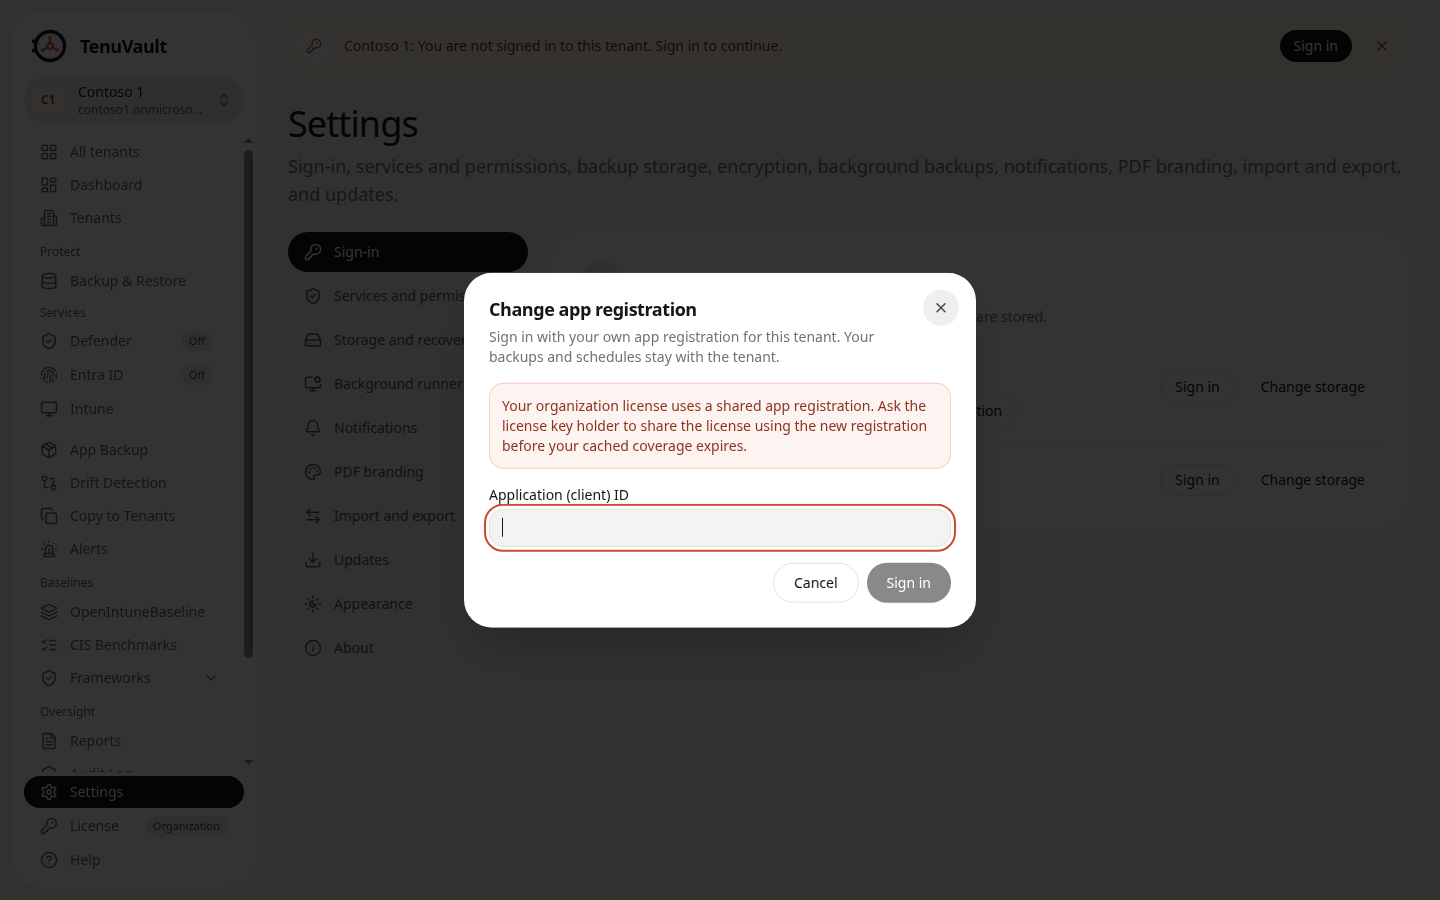 TenuVault
C1
Contoso 1
contoso1.onmicroso...
All tenants
Dashboard
Tenants
Protect
Backup & Restore
Services
Defender
Off
Entra ID
Off
Intune
App Backup
Drift Detection
Copy to Tenants
Alerts
Baselines
OpenIntuneBaseline
CIS Benchmarks
Frameworks
Oversight
Reports
Audit Log
Settings
License
Organization
Help
Contoso 1: You are not signed in to this tenant. Sign in to continue.
Sign in
Settings
Sign-in, services and permissions, backup storage, encryption, background backups, notifications, PDF branding, import and export,
and updates.
Sign-in
Services and permis
Storage and recover
Background runner
Notifications
PDF branding
Import and export
Updates
Appearance
About
are stored.
Sign in
Change storage
tion
Sign in
Change storage
Change app registration
Sign in with your own app registration for this tenant. Your
backups and schedules stay with the tenant.
Your organization license uses a shared app registration. Ask the
license key holder to share the license using the new registration
before your cached coverage expires.
Application (client) ID
Cancel
Sign in